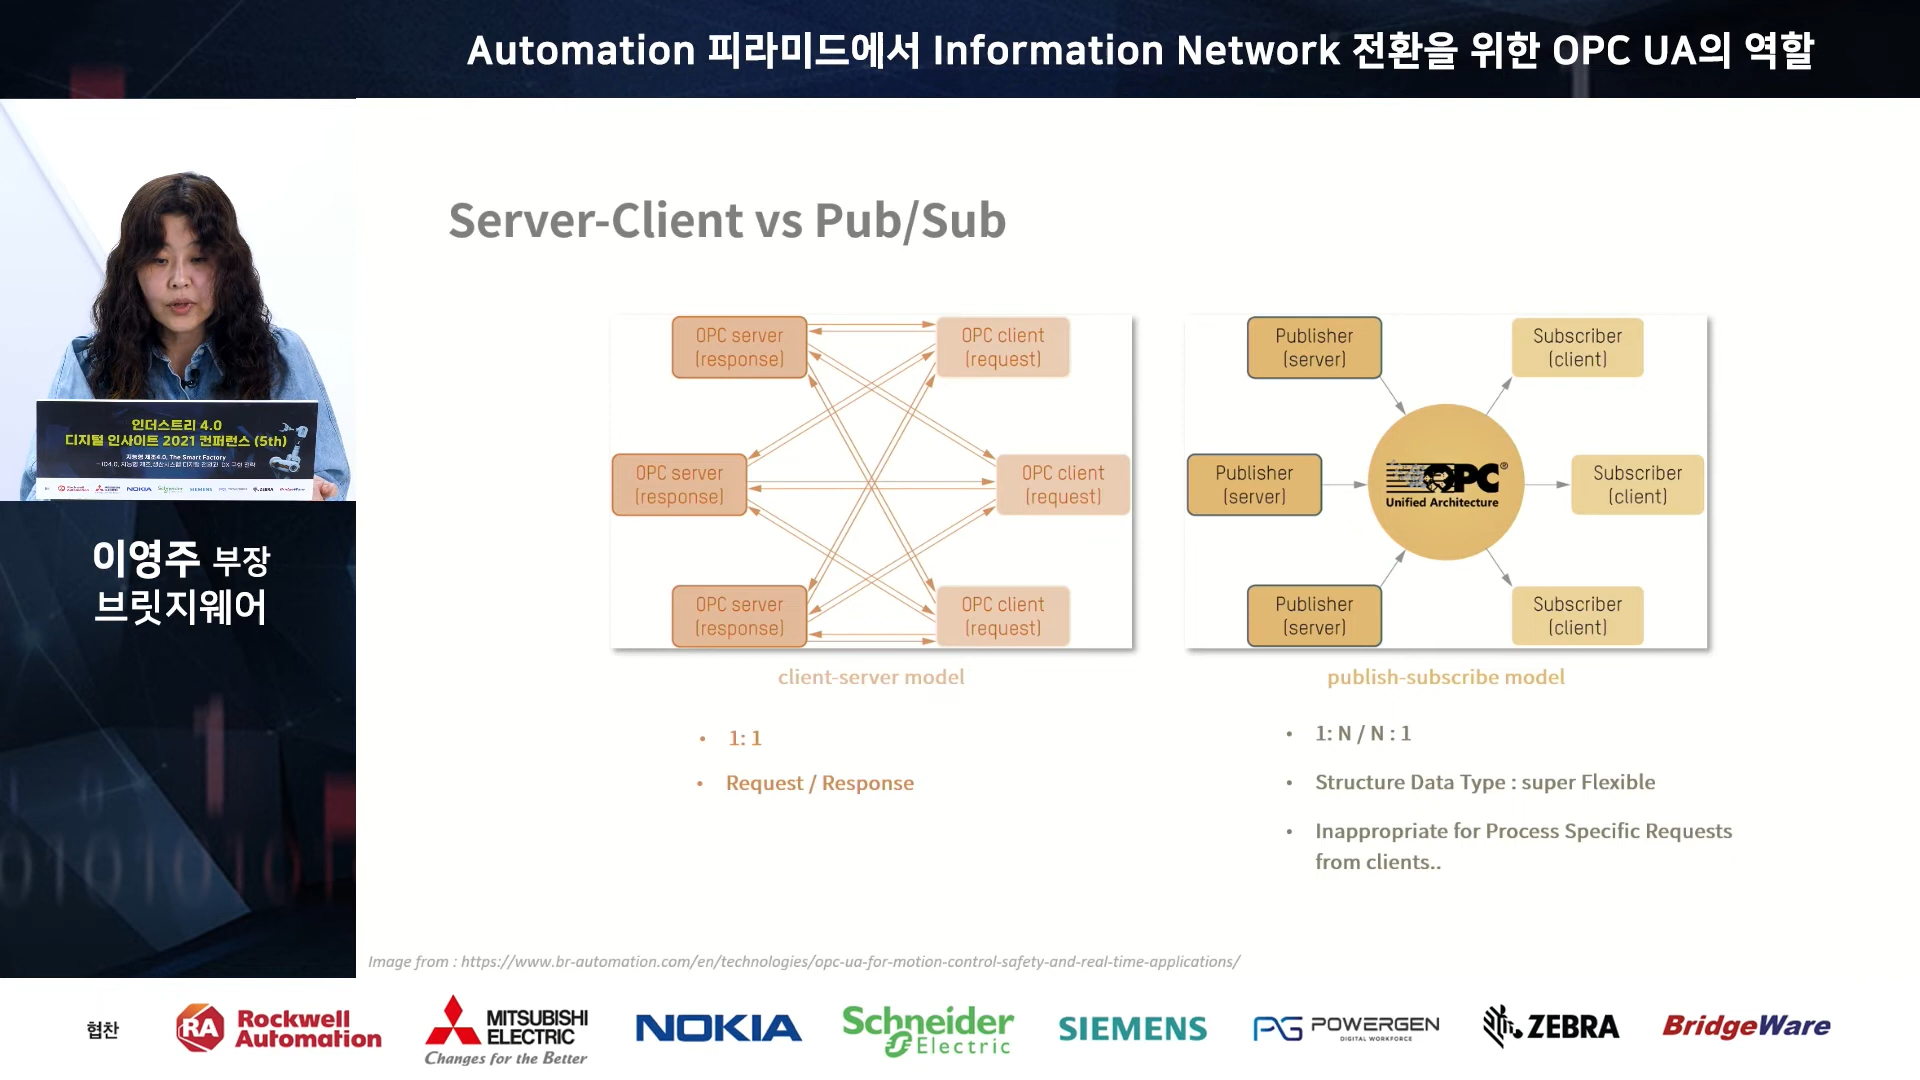 Automation 피라미드에서 Information Network 전환을 위한 OPC UA의 역할
인더스트리 4.0
디지털 인사이트 2021 컨퍼런스 (5th)
지능형 제조4.0, The Smart Factory
이영주 부장
브릿지웨어
Server-Client vs Pub/Sub
OPC server
(response)
OPC client
(request)
OPC server
(response)
OPC client
(request)
OPC server
(response)
OPC client
(request)
client-server model
• 1: 1
• Request / Response
Publisher
(server)
Subscriber
(client)
Publisher
(server)
OPC®
Unified Architecture
Subscriber
(client)
Publisher
(server)
Subscriber
(client)
publish-subscribe model
• 1: N / N : 1
• Structure Data Type : super Flexible
• Inappropriate for Process Specific Requests
from clients..
Image from : https://www.br-automation.com/en/technologies/opc-ua-for-motion-control-safety-and-real-time-applications/
협찬
RA Rockwell
Automation
MITSUBISHI
ELECTRIC
Changes for the Better
NOKIA
Schneider
Electric
SIEMENS
PG POWERGEN
DIGITAL WORKFORCE
ZEBRA
BridgeWare